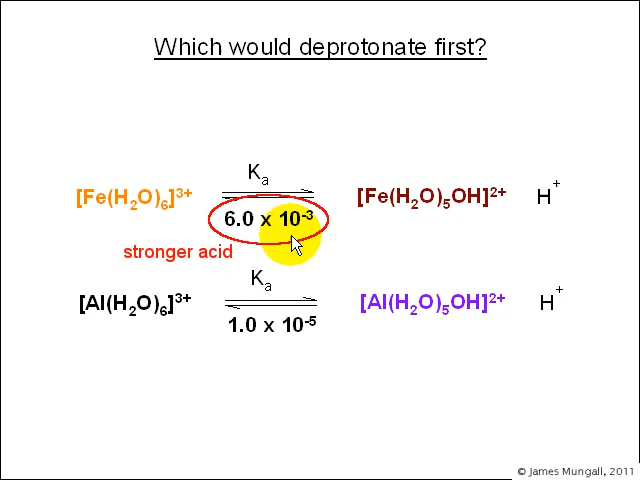 Which would deprotonate first?
Kₐ
[Fe(H₂O)₆]³⁺ [Fe(H₂O)₅OH]²⁺ H⁺
6.0 x 10⁻³
stronger acid
Kₐ
[Al(H₂O)₆]³⁺ [Al(H₂O)₅OH]²⁺ H⁺
1.0 x 10⁻⁵
© James Mungall, 2011